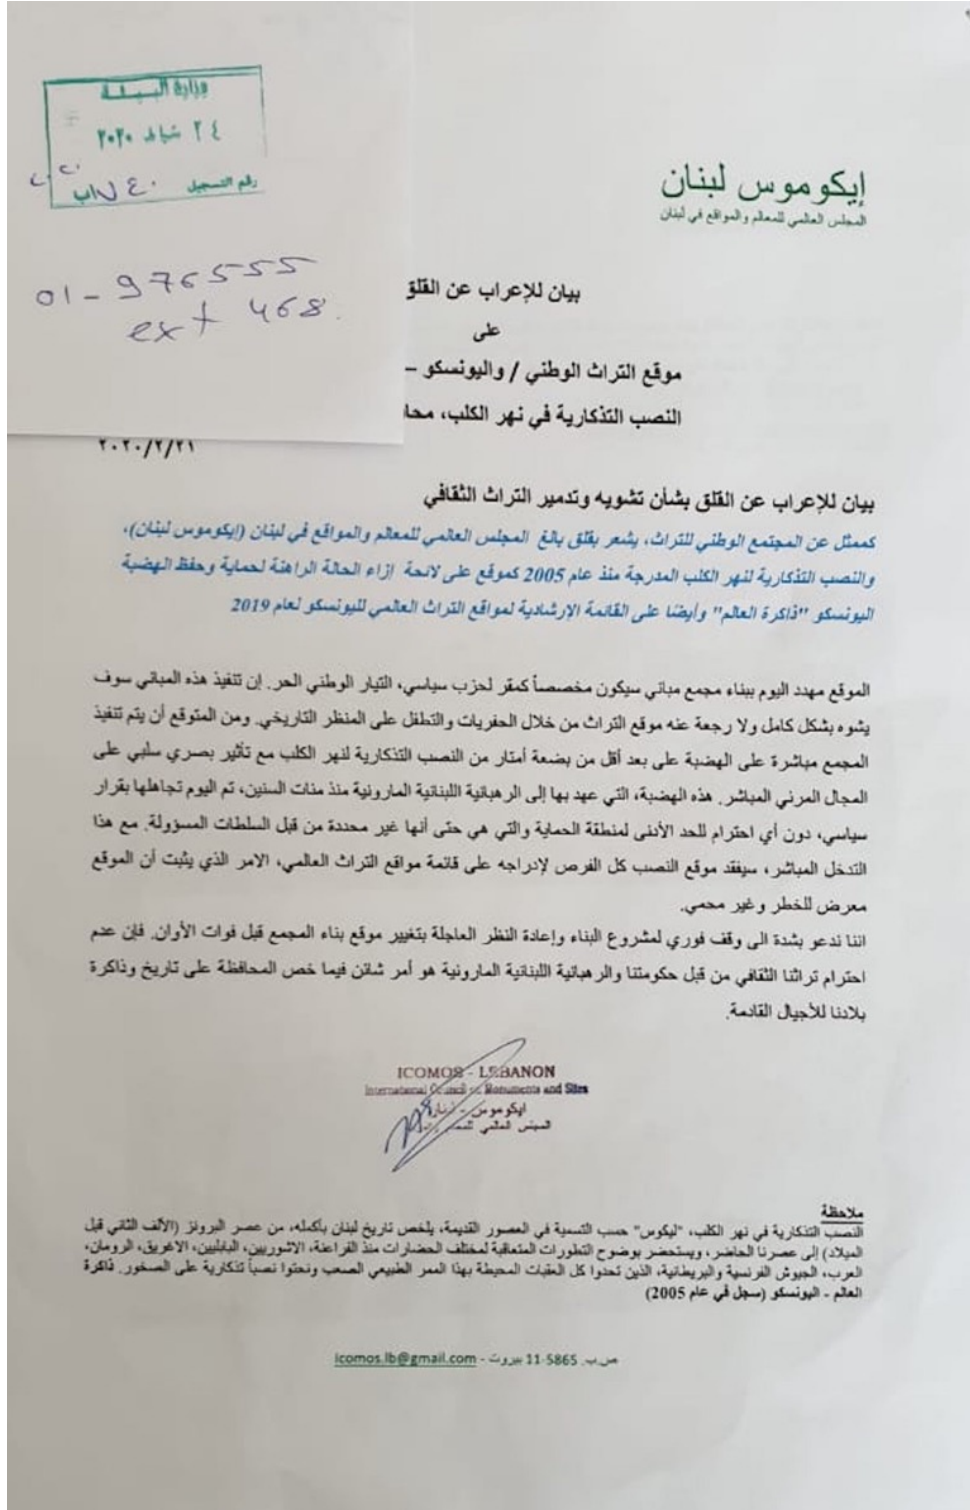 وزارة البيئة
٢٤ شباط ٢٠٢٠
رقم التسجيل
01-976555
ext 468.
إيكوموس لبنان
المجلس العالمي للمعالم والمواقع في لبنان
بيان للإعراب عن القلق
على
موقع التراث الوطني / واليونسكو –
النصب التذكارية في نهر الكلب،
٢٠٢٠/٢/٢١
بيان للإعراب عن القلق بشأن تشويه وتدمير التراث الثقافي
كممثل عن المجتمع الوطني للتراث، يشعر بقلق بالغ المجلس العالمي للمعالم والمواقع في لبنان (إيكوموس لبنان)،
والنصب التذكارية لنهر الكلب المدرجة منذ عام 2005 كموقع على لائحة إزاء الحالة الراهنة لحماية وحفظ الهضبة
اليونسكو "ذاكرة العالم" وأيضا على القائمة الإرشادية لمواقع التراث العالمي لليونسكو لعام 2019
الموقع مهدد اليوم ببناء مجمع مباني سيكون مخصصاً كمقر لحزب سياسي، التيار الوطني الحر. إن تنفيذ هذه المباني سوف
يشوه بشكل كامل ولا رجعة عنه موقع التراث من خلال الحفريات والتطفل على المنظر التاريخي. ومن المتوقع أن يتم تنفيذ
المجمع مباشرة على الهضبة على بعد أقل من بضعة أمتار من النصب التذكارية لنهر الكلب مع تأثير بصري سلبي على
المجال المرئي المباشر. هذه الهضبة، التي عهد بها إلى الرهبانية اللبنانية المارونية منذ مئات السنين، تم اليوم تجاهلها بقرار
سياسي، دون أي احترام للحد الأدنى لمنطقة الحماية والتي هي حتى أنها غير محددة من قبل السلطات المسؤولة. مع هذا
التدخل المباشر، سيفقد موقع النصب كل الفرص لإدراجه على قائمة مواقع التراث العالمي، الامر الذي يثبت أن الموقع
معرض للخطر وغير محمي.
اننا ندعو بشدة الى وقف فوري لمشروع البناء وإعادة النظر العاجلة بتغيير موقع بناء المجمع قبل فوات الأوان. فإن عدم
احترام تراثنا الثقافي من قبل حكومتنا والرهبانية اللبنانية المارونية هو أمر شائن فيما خص المحافظة على تاريخ وذاكرة
بلادنا للأجيال القادمة.
ICOMOS - LEBANON
International Council Monuments and Sites
ايكوموس -
المجلس العالمي
ملاحظة
النصب التذكارية في نهر الكلب، "ليكوس" حسب التسمية في العصور القديمة، يلخص تاريخ لبنان بأكمله، من عصر البرونز (الألف الثاني قبل
الميلاد) إلى عصرنا الحاضر، ويستحضر بوضوح التطورات المتعاقبة لمختلف الحضارات منذ الفراعنة، الاشوريين، البابليين، الاغريق، الرومان،
العرب، الجيوش الفرنسية والبريطانية، الذين تحدوا كل العقبات المحيطة بهذا الممر الطبيعي الصعب ونحتوا نصباً تذكارية على الصخور. ذاكرة
العالم - اليونسكو (سجل في عام 2005)
ص.ب. 5865-11 بيروت - icomos.lb@gmail.com